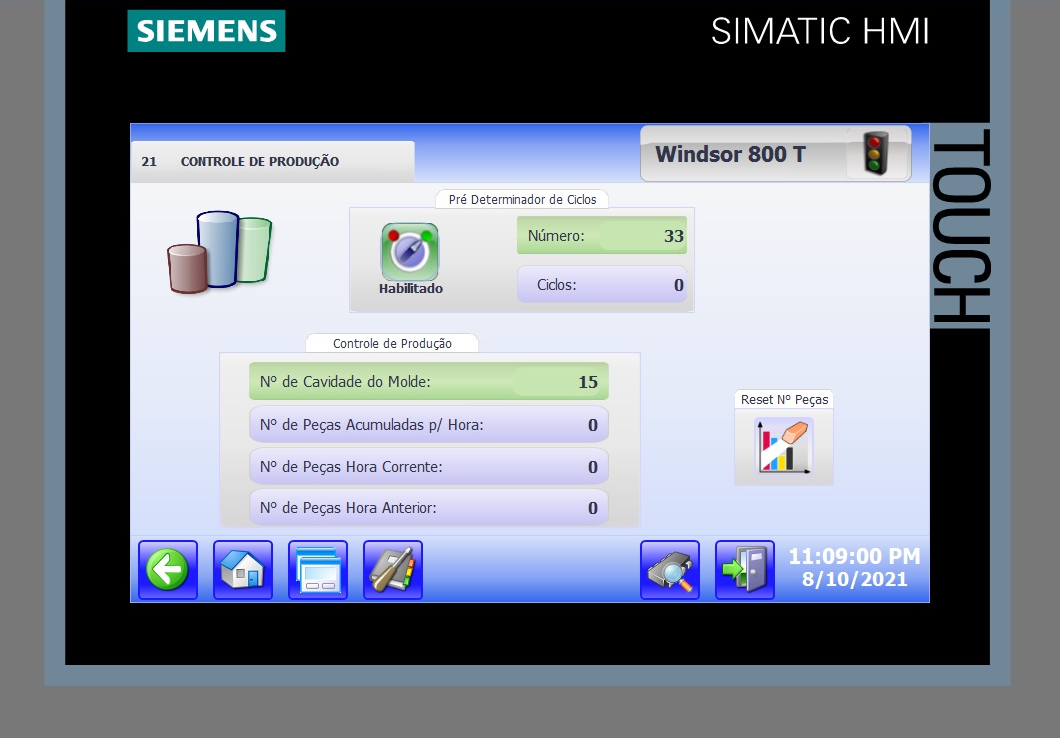 SIEMENS
SIMATIC HMI
TOUCH
21 CONTROLE DE PRODUÇÃO
Windsor 800 T
Pré Determinador de Ciclos
Número: 33
Habilitado
Ciclos: 0
Controle de Produção
Nº de Cavidade do Molde: 15
Nº de Peças Acumuladas p/ Hora: 0
Nº de Peças Hora Corrente: 0
Nº de Peças Hora Anterior: 0
Reset Nº Peças
11:09:00 PM
8/10/2021